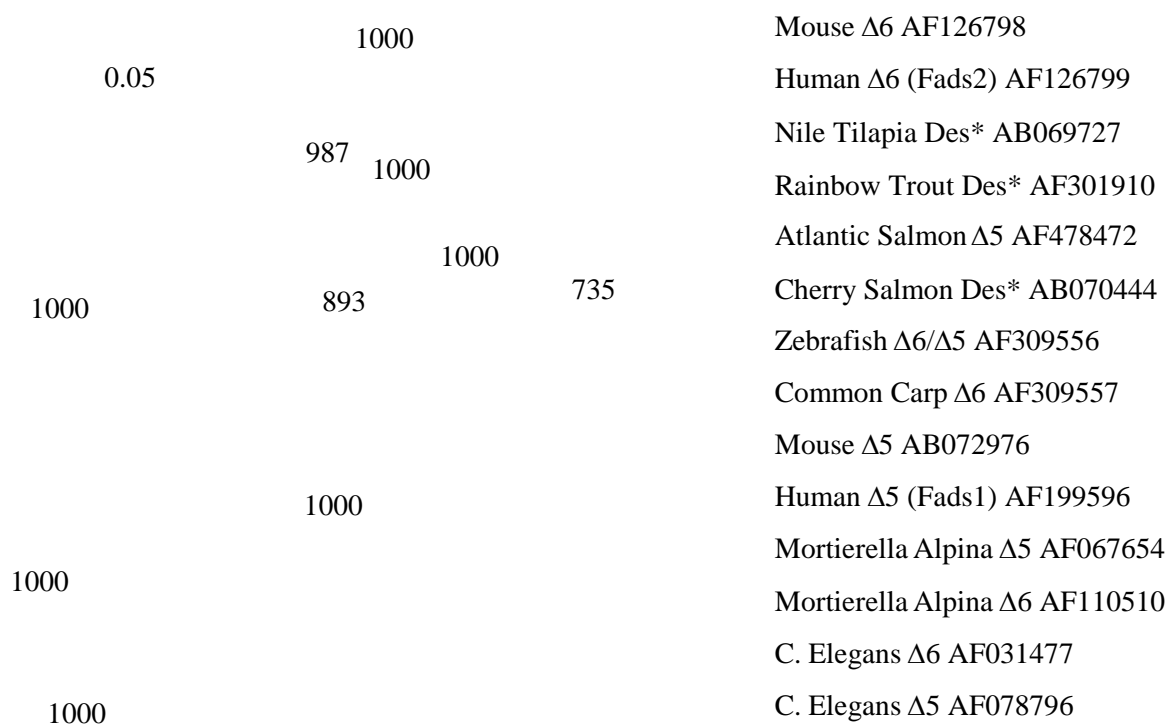 Mouse Δ6 AF126798
1000
0.05
Human Δ6 (Fads2) AF126799
Nile Tilapia Des* AB069727
987
1000
Rainbow Trout Des* AF301910
Atlantic Salmon Δ5 AF478472
1000
735
Cherry Salmon Des* AB070444
893
1000
Zebrafish Δ6/Δ5 AF309556
Common Carp Δ6 AF309557
Mouse Δ5 AB072976
Human Δ5 (Fads1) AF199596
1000
Mortierella Alpina Δ5 AF067654
1000
Mortierella Alpina Δ6 AF110510
C. Elegans Δ6 AF031477
C. Elegans Δ5 AF078796
1000